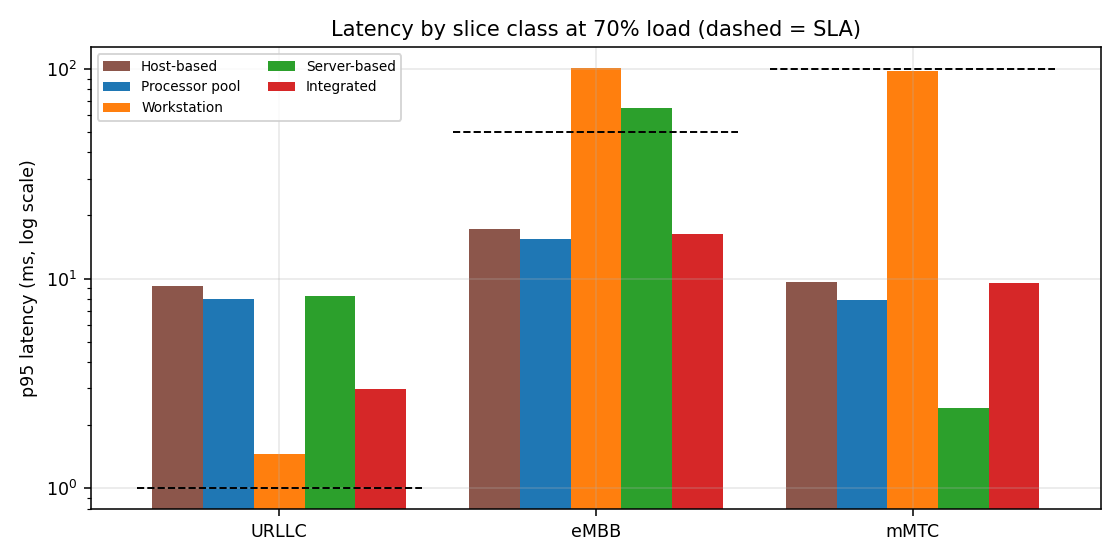 Latency by slice class at 70% load (dashed = SLA)
p95 latency (ms, log scale)
10²
10¹
10⁰
Host-based
Processor pool
Workstation
Server-based
Integrated
URLLC
eMBB
mMTC